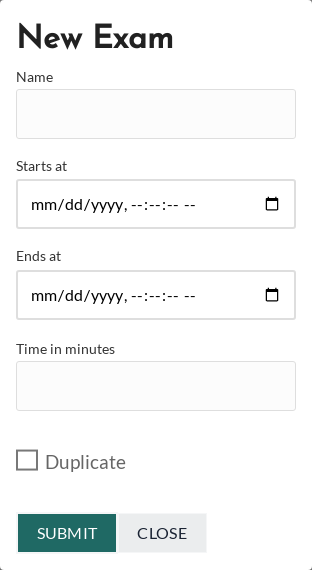 New Exam
Name
Starts at
mm/dd/yyyy, --:--:-- --
Ends at
mm/dd/yyyy, --:--:-- --
Time in minutes
Duplicate
SUBMIT CLOSE